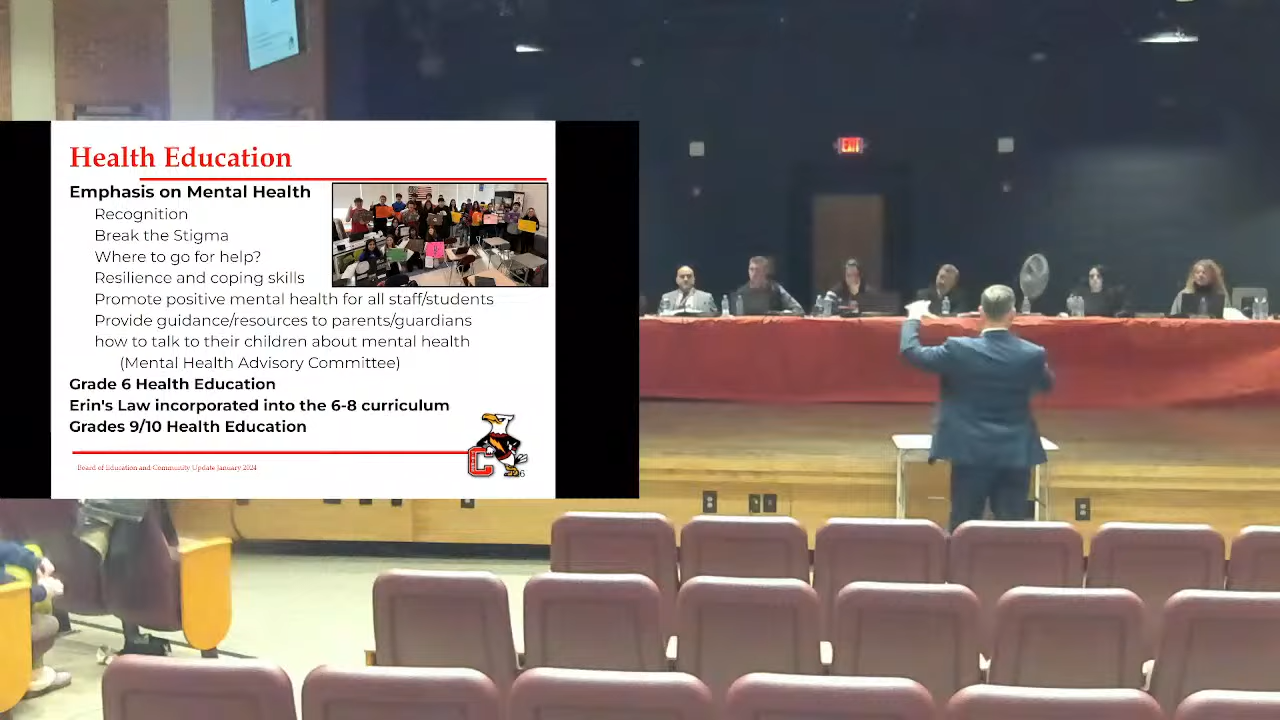 Health Education
Emphasis on Mental Health
Recognition
Break the Stigma
Where to go for help?
Resilience and coping skills
Promote positive mental health for all staff/students
Provide guidance/resources to parents/guardians
how to talk to their children about mental health
(Mental Health Advisory Committee)
Grade 6 Health Education
Erin's Law incorporated into the 6-8 curriculum
Grades 9/10 Health Education
C
Board of Education and Community Update January 2024
6
EXIT